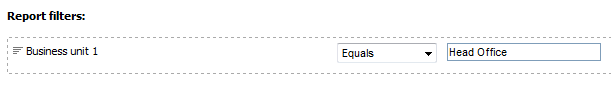 Report filters:
Business unit 1 Equals Head Office